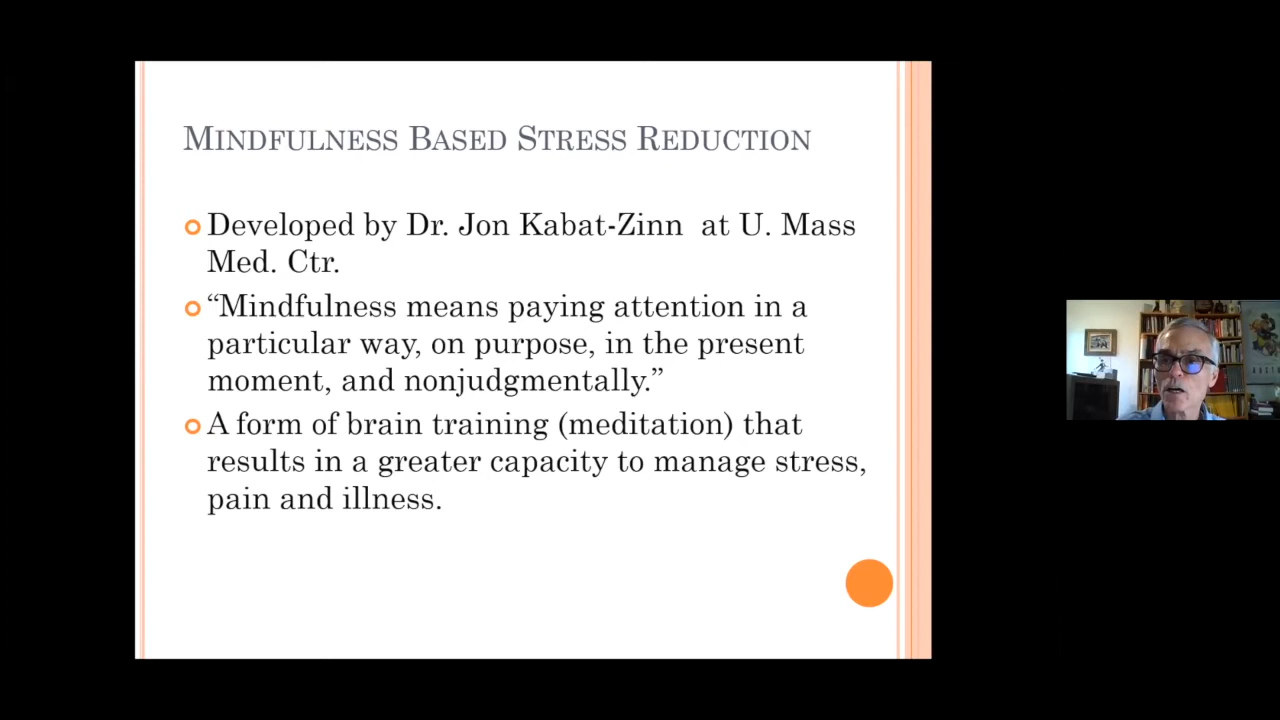 MINDFULNESS BASED STRESS REDUCTION
Developed by Dr. Jon Kabat-Zinn at U. Mass
Med. Ctr.
“Mindfulness means paying attention in a
particular way, on purpose, in the present
moment, and nonjudgmentally.”
A form of brain training (meditation) that
results in a greater capacity to manage stress,
pain and illness.